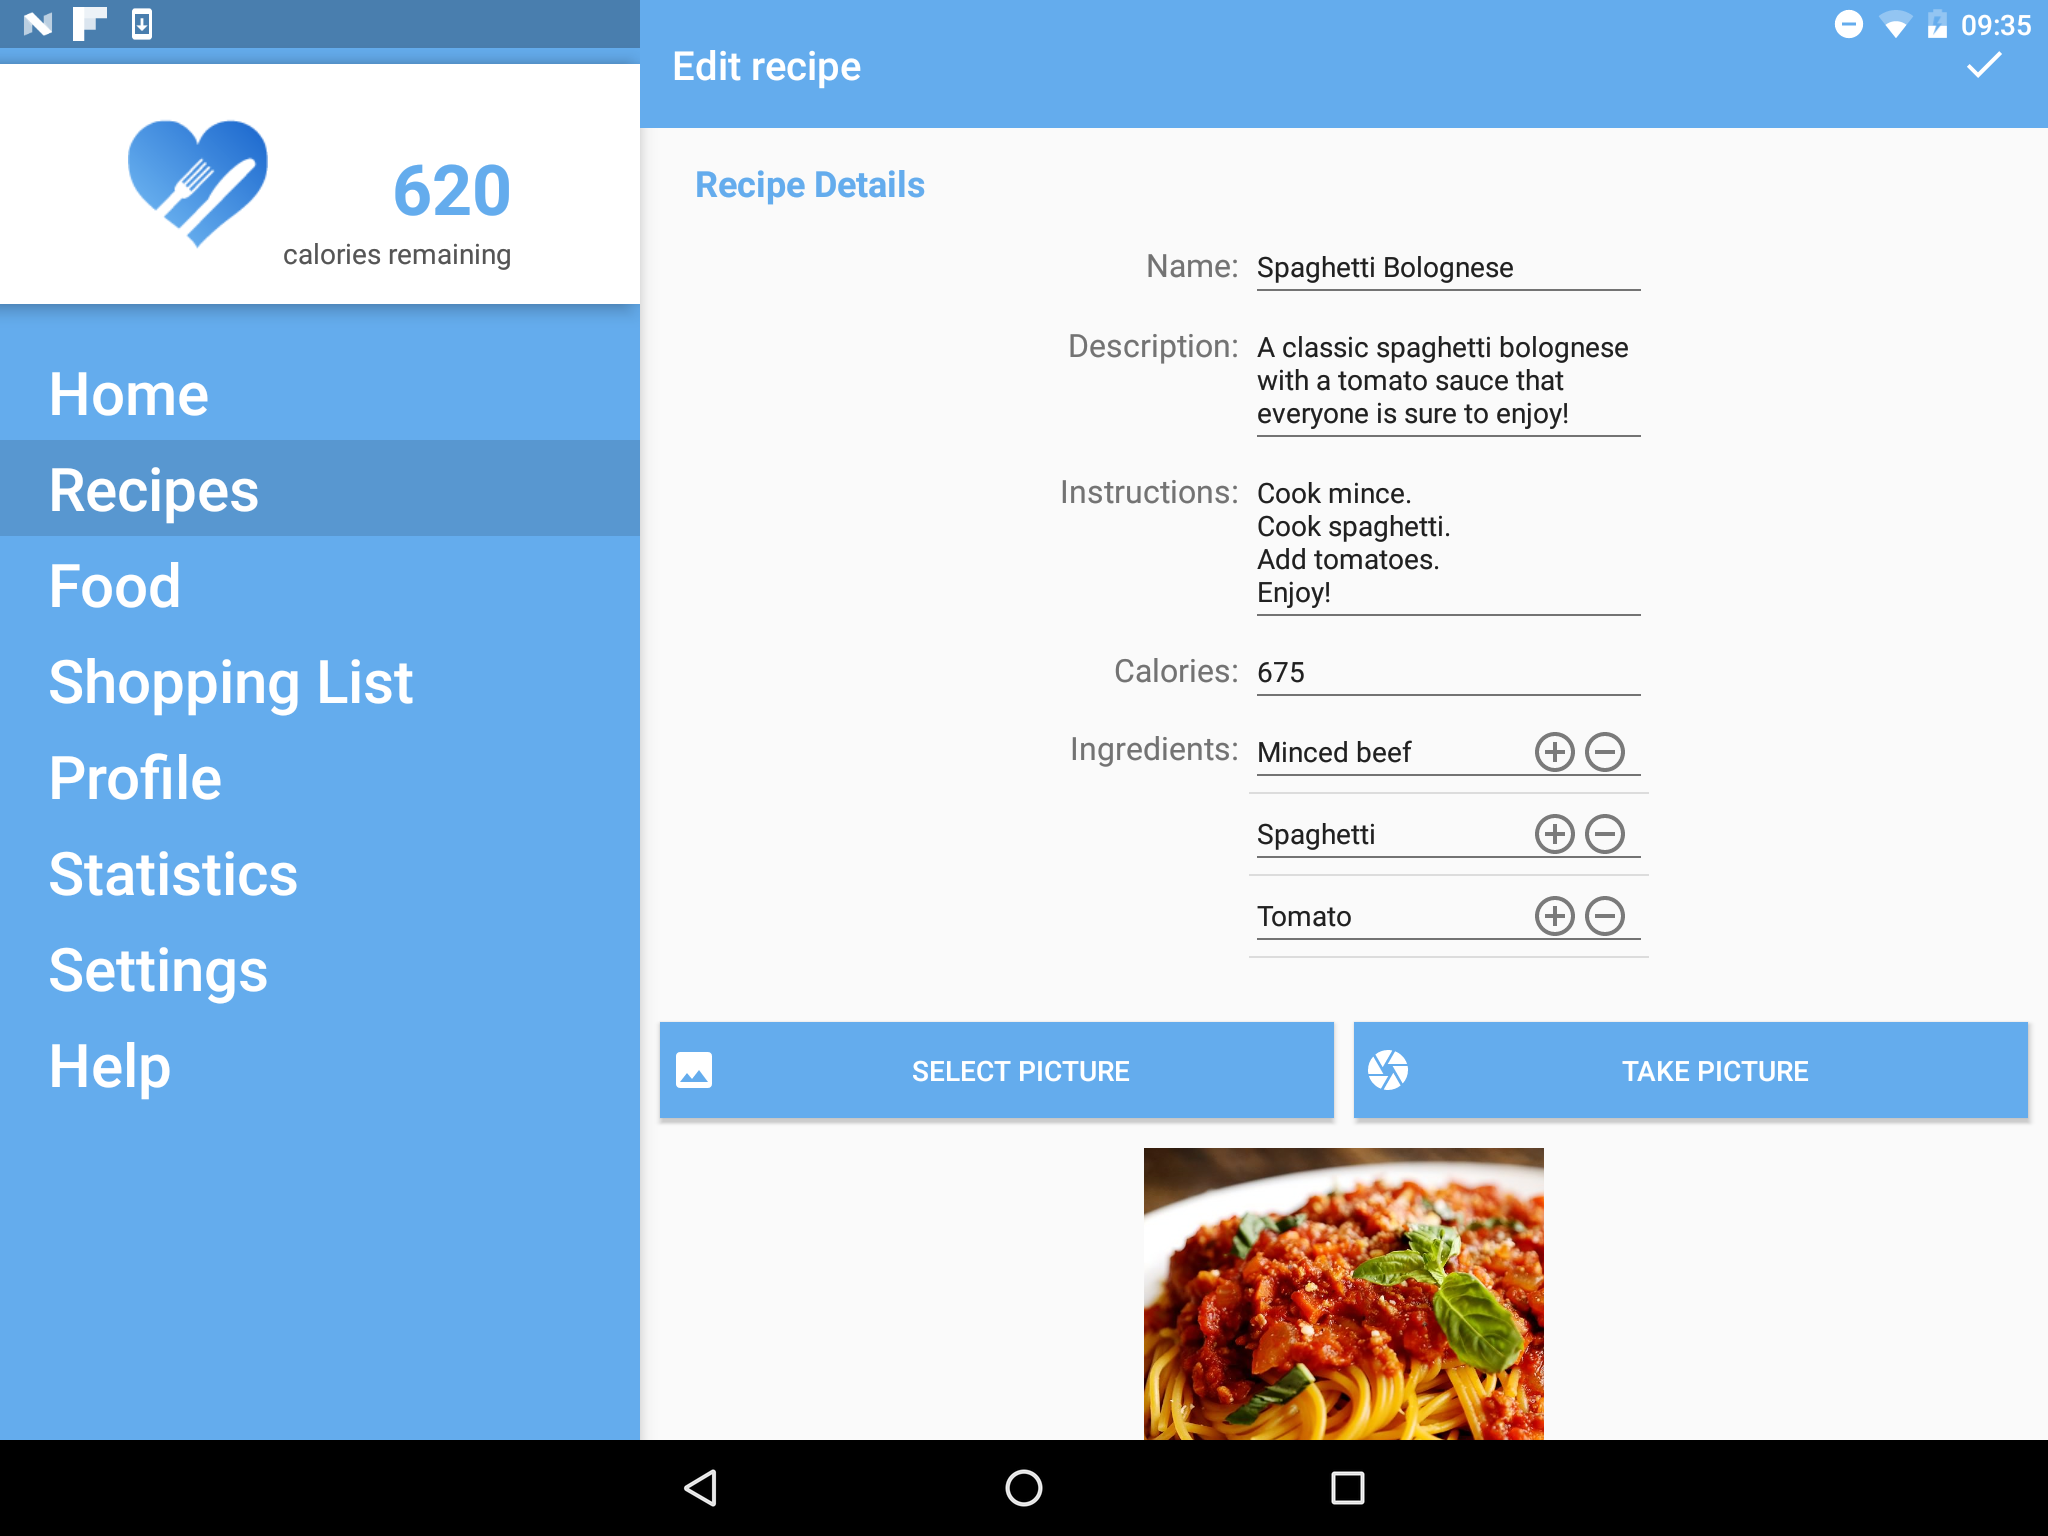 09:35
Edit recipe
620
calories remaining
Home
Recipes
Food
Shopping List
Profile
Statistics
Settings
Help
Recipe Details
Name: Spaghetti Bolognese
Description: A classic spaghetti bolognese
with a tomato sauce that
everyone is sure to enjoy!
Instructions: Cook mince.
Cook spaghetti.
Add tomatoes.
Enjoy!
Calories: 675
Ingredients: Minced beef
Spaghetti
Tomato
SELECT PICTURE
TAKE PICTURE